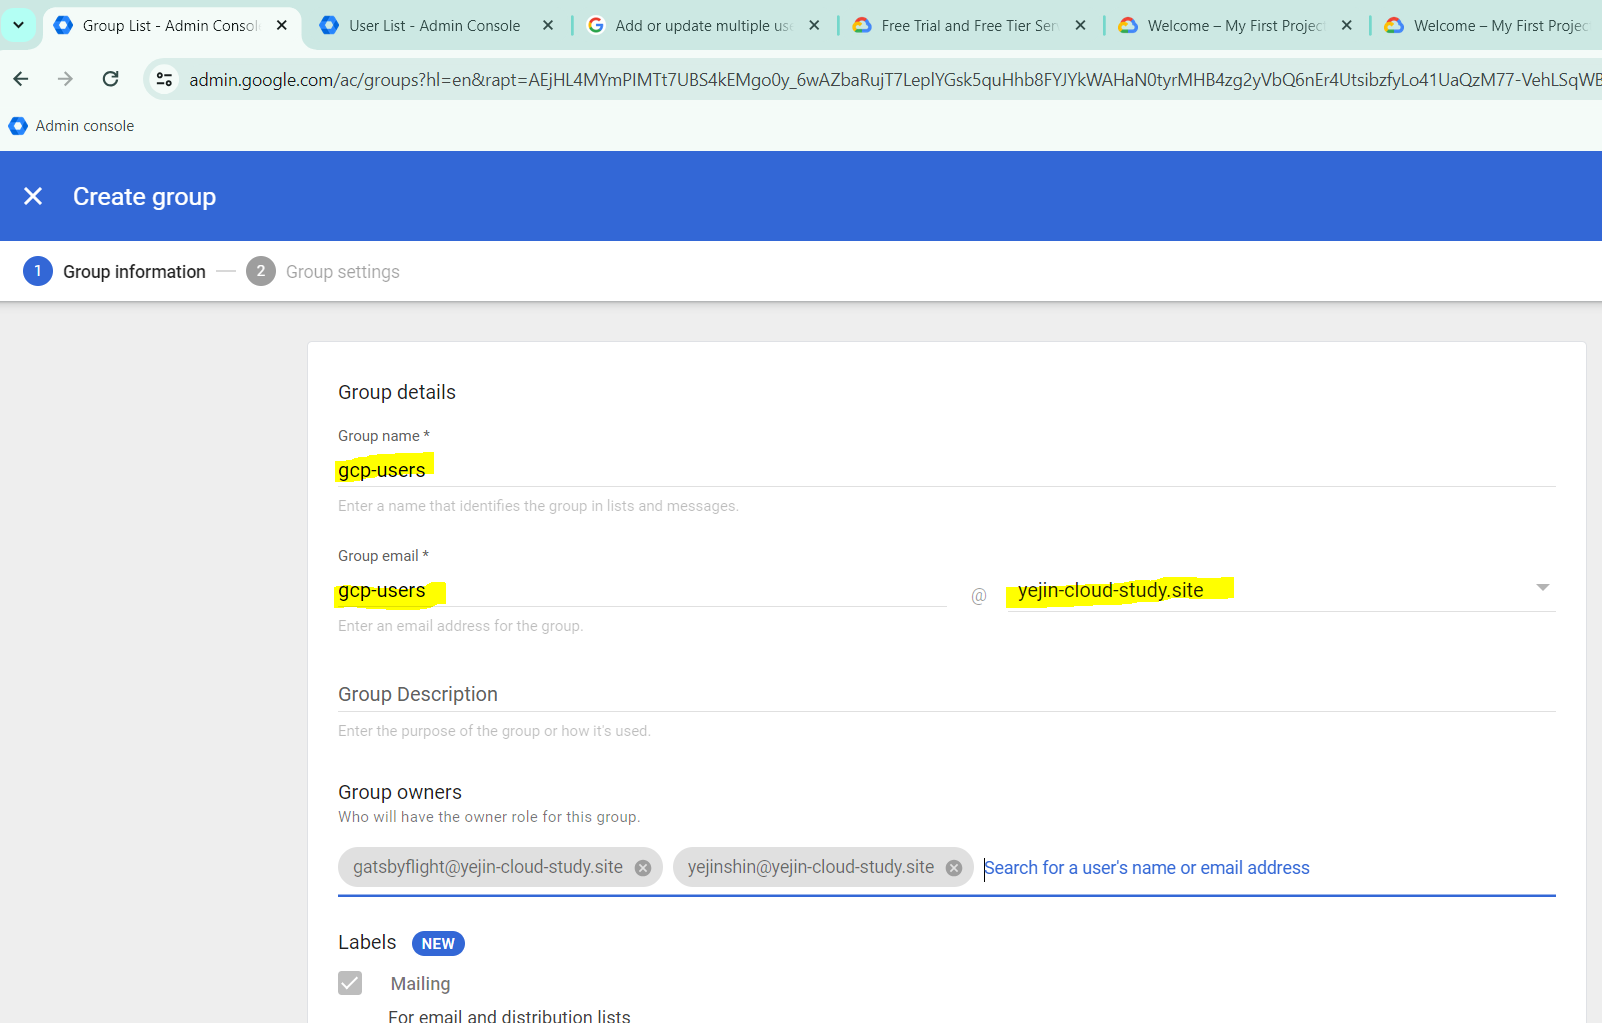 Group List - Admin Console
User List - Admin Console
Add or update multiple use
Free Trial and Free Tier Ser
Welcome – My First Project
Welcome – My First Projec
admin.google.com/ac/groups?hl=en&rapt=AEjHL4MYmPIMTt7UBS4kEMgo0y_6wAZbaRujT7LeplYGsk5quHhb8FYJYkWAHaN0tyrMHB4zg2yVbQ6nEr4UtsibzfyLo41UaQzM77-VehLSqWB
Admin console
Create group
1 Group information
2 Group settings
Group details
Group name *
gcp-users
Enter a name that identifies the group in lists and messages.
Group email *
gcp-users @ yejin-cloud-study.site
Enter an email address for the group.
Group Description
Enter the purpose of the group or how it's used.
Group owners
Who will have the owner role for this group.
gatsbyflight@yejin-cloud-study.site yejinshin@yejin-cloud-study.site Search for a user's name or email address
Labels NEW
Mailing
For email and distribution lists